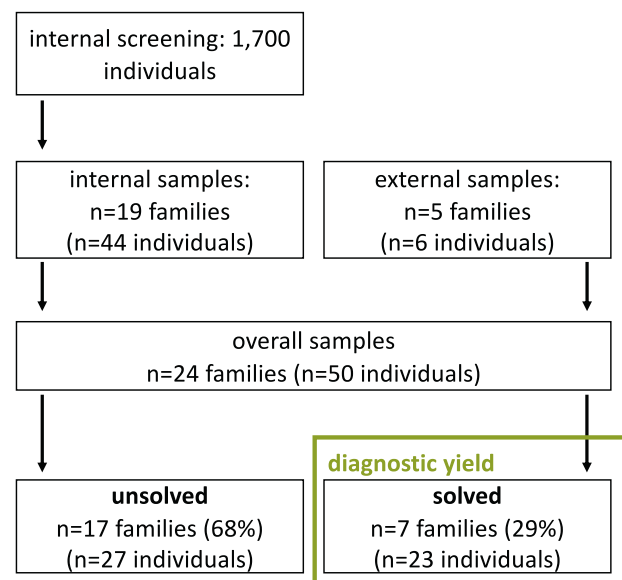 internal screening: 1,700
individuals
internal samples:
n=19 families
(n=44 individuals)
external samples:
n=5 families
(n=6 individuals)
overall samples
n=24 families (n=50 individuals)
diagnostic yield
unsolved
n=17 families (68%)
(n=27 individuals)
solved
n=7 families (29%)
(n=23 individuals)